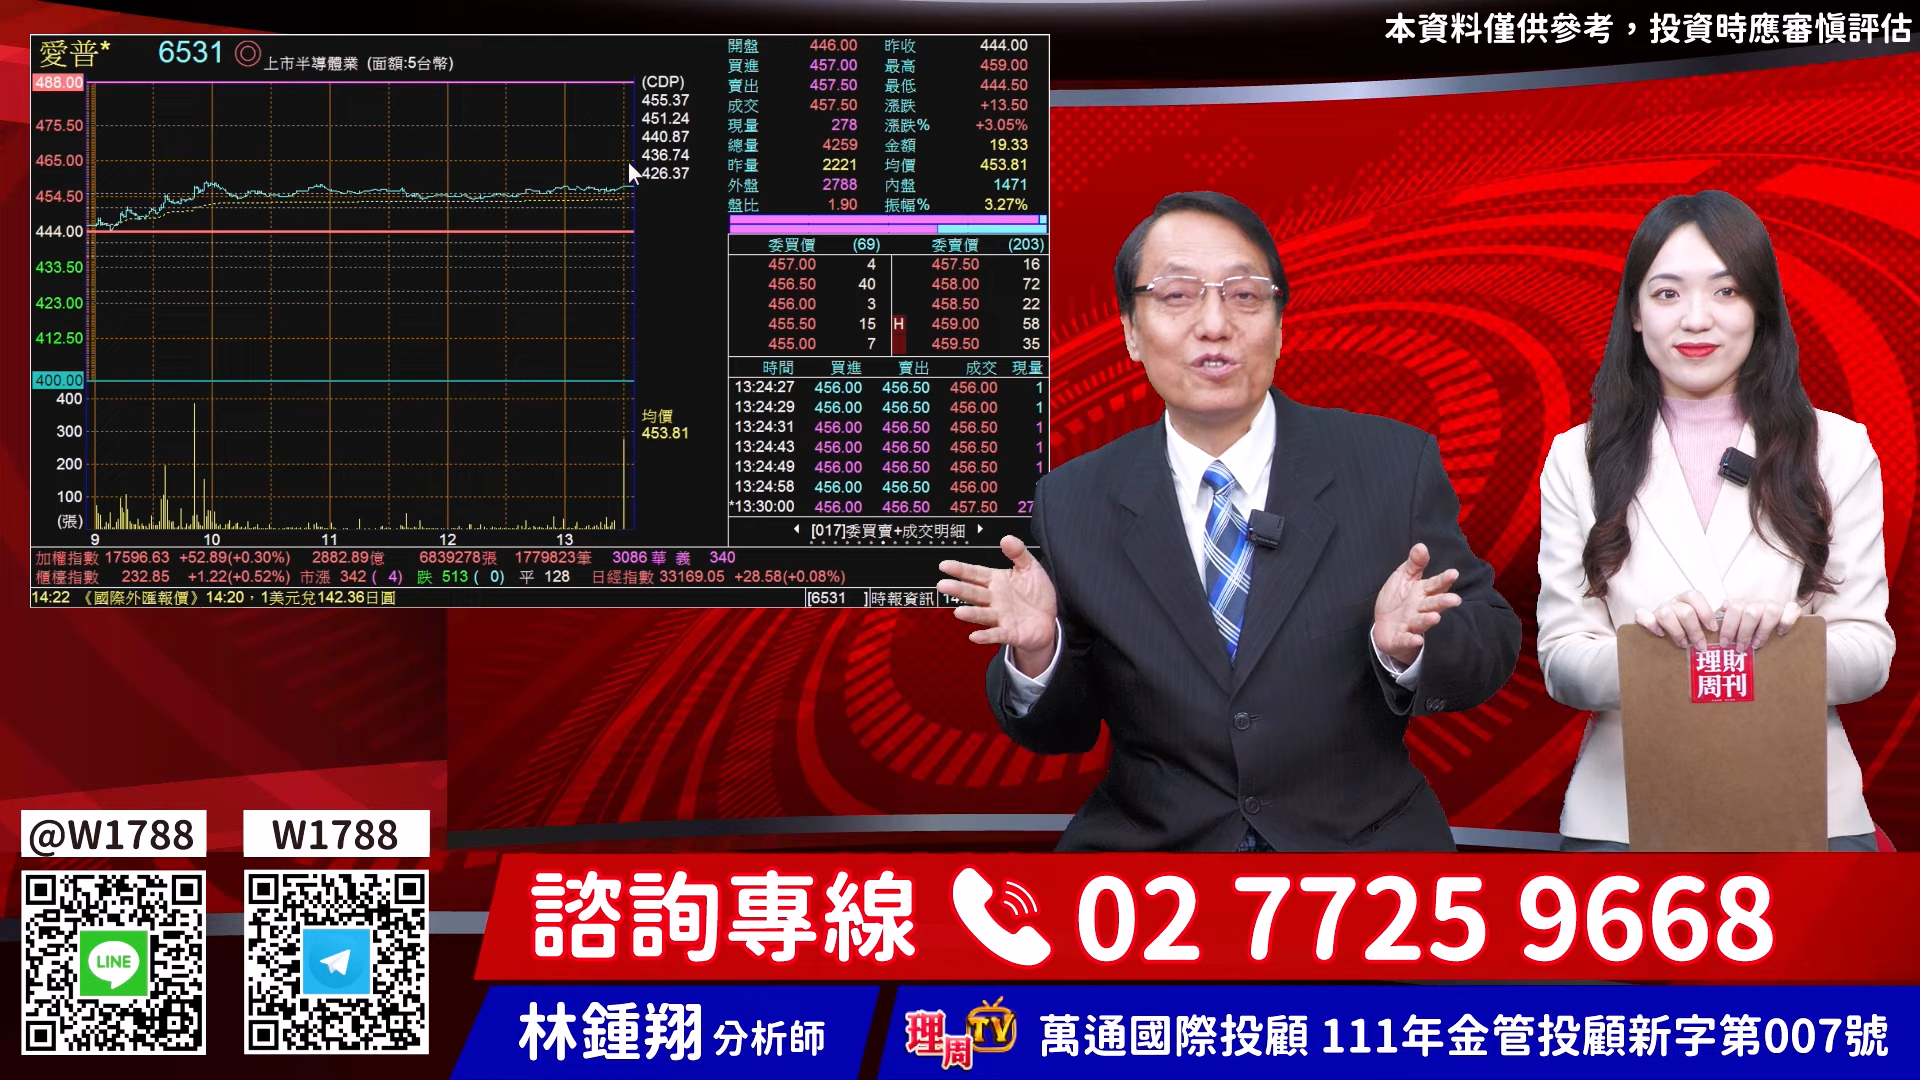 本資料僅供參考，投資時應審慎評估
愛普* 6531 ◎ 上市半導體業 (面額:5台幣)
488.00
475.50
465.00
454.50
444.00
433.50
423.00
412.50
400.00
400
300
200
100
(張)
9 10 11 12 13
(CDP)
455.37
451.24
440.87
436.74
426.37
均價
453.81
開盤 446.00 昨收 444.00
買進 457.00 最高 459.00
賣出 457.50 最低 444.50
成交 457.50 漲跌 +13.50
現量 278 漲跌% +3.05%
總量 4259 金額 19.33
昨量 2221 均價 453.81
外盤 2788 內盤 1471
盤比 1.90 振幅% 3.27%
委買價 (69) 委賣價 (203)
457.00 4 457.50 16
456.50 40 458.00 72
456.00 3 458.50 22
455.50 15 H 459.00 58
455.00 7 459.50 35
時間 買進 賣出 成交 現量
13:24:27 456.00 456.50 456.00 1
13:24:29 456.00 456.50 456.00 1
13:24:31 456.00 456.50 456.50 1
13:24:43 456.00 456.50 456.50 1
13:24:49 456.00 456.50 456.50 1
13:24:58 456.00 456.50 456.00
*13:30:00 456.00 456.50 457.50 27
[017]委買賣+成交明細
加權指數 17596.63 +52.89(+0.30%) 2882.89億 6839278張 1779823筆 3086 華義 340
櫃檯指數 232.85 +1.22(+0.52%) 市漲 342 ( 4) 跌 513 ( 0) 平 128 日經指數 33169.05 +28.58(+0.08%)
14:22 《國際外匯報價》14:20，1美元兌142.36日圓 [6531 ]時報資訊 14:
理財
周刊
@W1788
W1788
LINE
諮詢專線 02 7725 9668
林鍾翔 分析師
理周TV 萬通國際投顧 111年金管投顧新字第007號